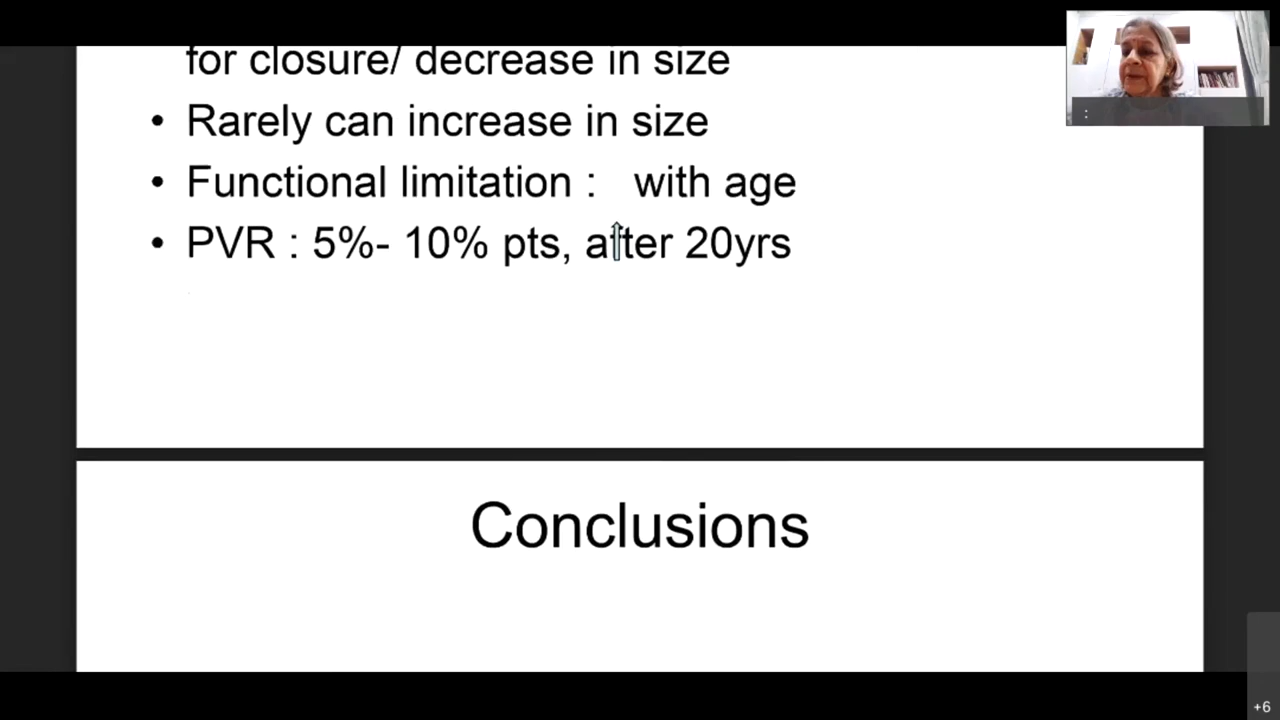 for closure/ decrease in size
• Rarely can increase in size
• Functional limitation : with age
• PVR : 5%- 10% pts, after 20yrs
Conclusions
:
+6